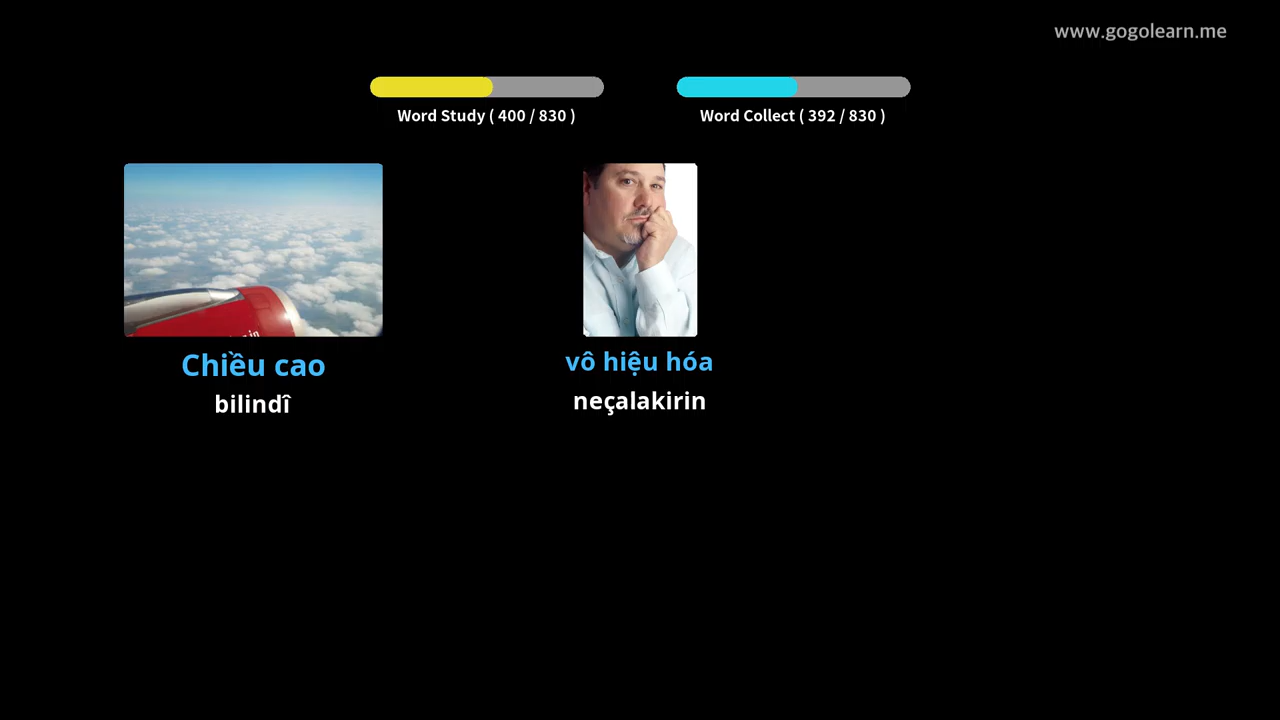 www.gogolearn.me
Word Study ( 400 / 830 )
Word Collect ( 392 / 830 )
Chiều cao
bilindî
vô hiệu hóa
neçalakirin